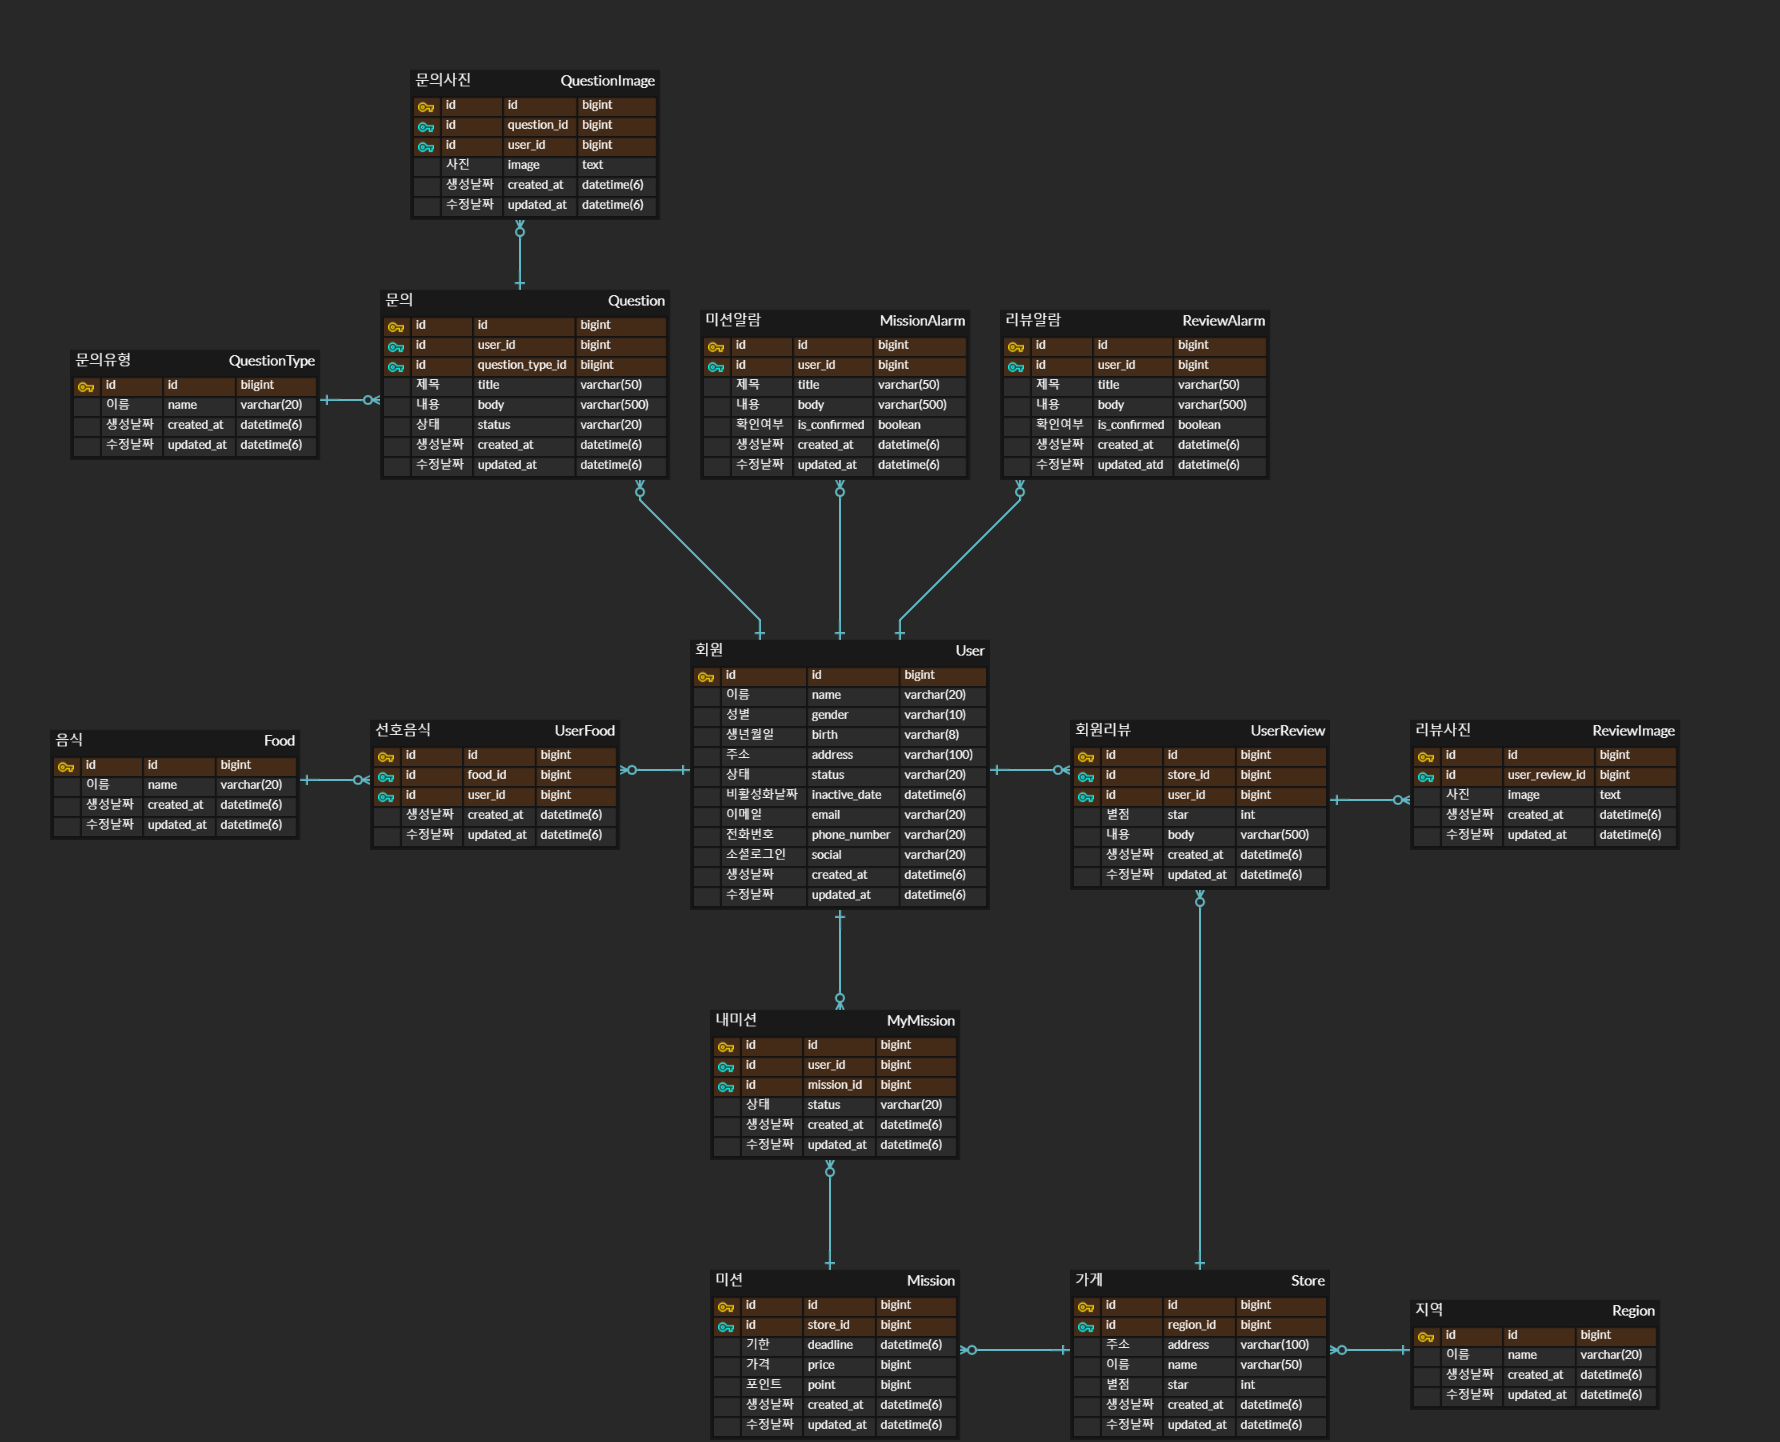 문의사진 QuestionImage
id id bigint
id question_id bigint
id user_id bigint
사진 image text
생성날짜 created_at datetime(6)
수정날짜 updated_at datetime(6)
문의 Question
id id bigint
id user_id bigint
id question_type_id biigint
제목 title varchar(50)
내용 body varchar(500)
상태 status varchar(20)
생성날짜 created_at datetime(6)
수정날짜 updated_at datetime(6)
미션알람 MissionAlarm
id id bigint
id user_id bigint
제목 title varchar(50)
내용 body varchar(500)
확인여부 is_confirmed boolean
생성날짜 created_at datetime(6)
수정날짜 updated_at datetime(6)
리뷰알람 ReviewAlarm
id id bigint
id user_id bigint
제목 title varchar(50)
내용 body varchar(500)
확인여부 is_confirmed boolean
생성날짜 created_at datetime(6)
수정날짜 updated_atd datetime(6)
문의유형 QuestionType
id id biigint
이름 name varchar(20)
생성날짜 created_at datetime(6)
수정날짜 updated_at datetime(6)
회원 User
id id bigint
이름 name varchar(20)
성별 gender varchar(10)
생년월일 birth varchar(8)
주소 address varchar(100)
상태 status varchar(20)
비활성화날짜 inactive_date datetime(6)
이메일 email varchar(20)
전화번호 phone_number varchar(20)
소셜로그인 social varchar(20)
생성날짜 created_at datetime(6)
수정날짜 updated_at datetime(6)
음식 Food
id id bigint
이름 name varchar(20)
생성날짜 created_at datetime(6)
수정날짜 updated_at datetime(6)
선호음식 UserFood
id id bigint
id food_id bigint
id user_id bigint
생성날짜 created_at datetime(6)
수정날짜 updated_at datetime(6)
회원리뷰 UserReview
id id bigint
id store_id bigint
id user_id bigint
별점 star int
내용 body varchar(500)
생성날짜 created_at datetime(6)
수정날짜 updated_at datetime(6)
리뷰사진 ReviewImage
id id bigint
id user_review_id bigint
사진 image text
생성날짜 created_at datetime(6)
수정날짜 updated_at datetime(6)
내미션 MyMission
id id bigint
id user_id bigint
id mission_id bigint
상태 status varchar(20)
생성날짜 created_at datetime(6)
수정날짜 updated_at datetime(6)
미션 Mission
id id bigint
id store_id bigint
기한 deadline datetime(6)
가격 price bigint
포인트 point bigint
생성날짜 created_at datetime(6)
수정날짜 updated_at datetime(6)
가게 Store
id id bigint
id region_id bigint
주소 address varchar(100)
이름 name varchar(50)
별점 star int
생성날짜 created_at datetime(6)
수정날짜 updated_at datetime(6)
지역 Region
id id bigint
이름 name varchar(20)
생성날짜 created_at datetime(6)
수정날짜 updated_at datetime(6)